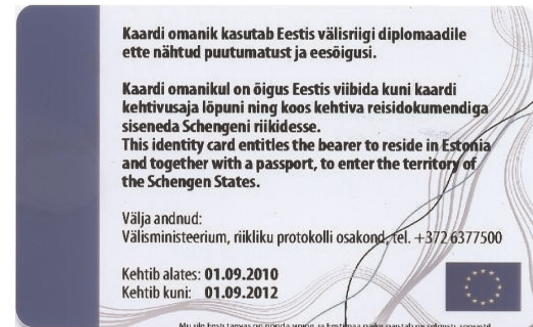 Kaardi omanik kasutab Eestis välisriigi diplomaadile
ette nähtud puutumatust ja eesõigusi.
Kaardi omanikul on õigus Eestis viibida kuni kaardi
kehtivusaja lõpuni ning koos kehtiva reisidokumendiga
siseneda Schengeni riikidesse.
This identity card entitles the bearer to reside in Estonia
and together with a passport, to enter the territory of
the Schengen States.
Välja andnud:
Välisministeerium, riikliku protokolli osakond, tel. +372 6377500
Kehtib alates: 01.09.2010
Kehtib kuni: 01.09.2012